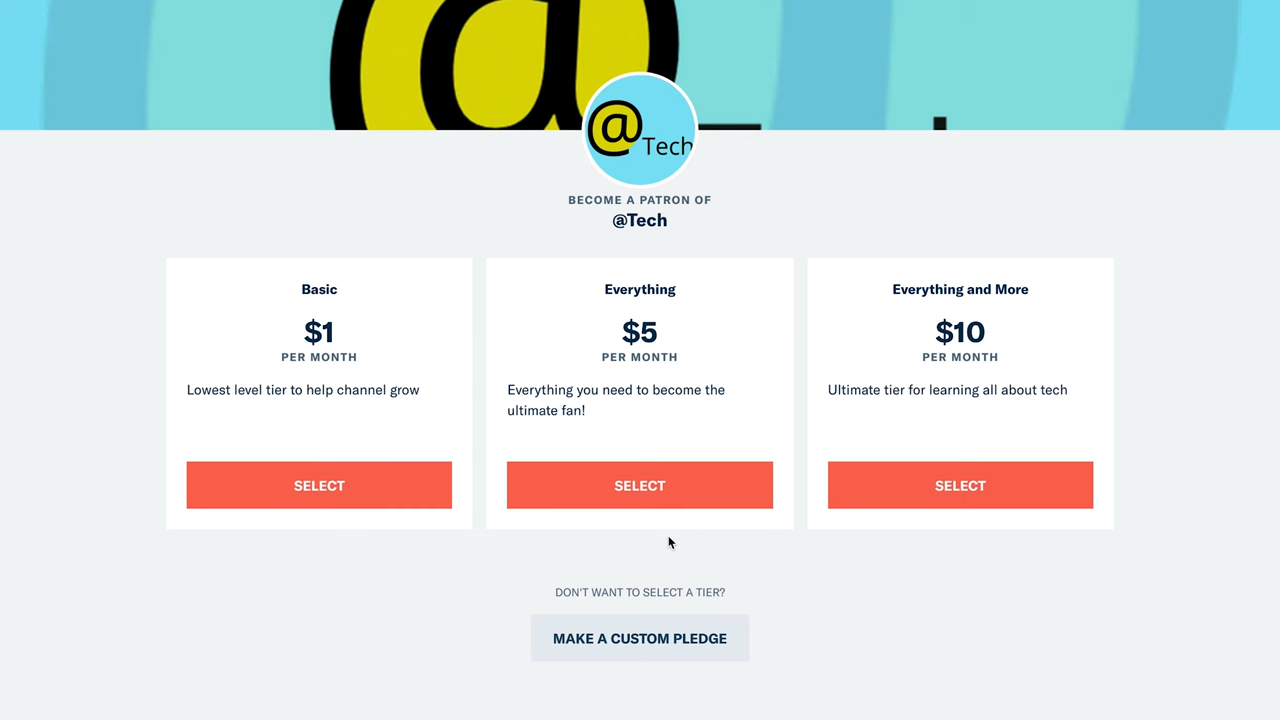 @
@Tech
BECOME A PATRON OF
@Tech
Basic
$1
PER MONTH
Lowest level tier to help channel grow
SELECT
Everything
$5
PER MONTH
Everything you need to become the
ultimate fan!
SELECT
Everything and More
$10
PER MONTH
Ultimate tier for learning all about tech
SELECT
DON'T WANT TO SELECT A TIER?
MAKE A CUSTOM PLEDGE